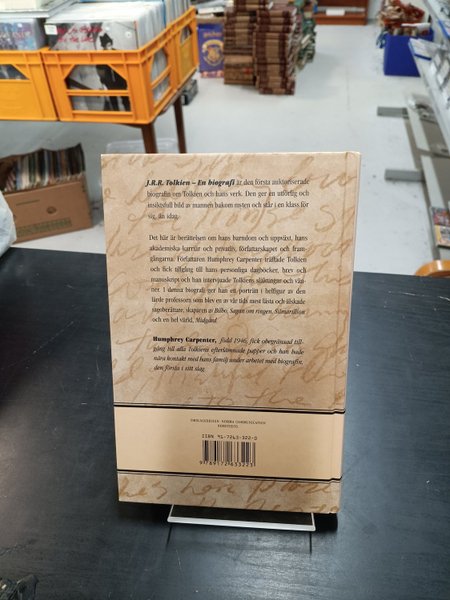 J.R.R. Tolkien – En biografi är den första auktoriserade
biografin om Tolkien och hans verk. Den ger en utförlig och
insiktsfull bild av mannen bakom myten och står i en klass för
sig, än idag.
Det här är berättelsen om hans barndom och uppväxt, hans
akademiska karriär och privatliv, författarskapet och fram-
gångarna. Författaren Humphrey Carpenter träffade Tolkien
och fick tillgång till hans personliga dagböcker, brev och
manuskript och han intervjuade Tolkiens släktingar och vän-
ner. I denna biografi ger han ett porträtt i helfigur av den
lärde professorn som blev en av vår tids mest lästa och älskade
sagoberättare, skaparen av Bilbo, Sagan om ringen, Silmarillion
och en hel värld, Midgård.
Humphrey Carpenter, född 1946, fick obegränsad till-
gång till alla Tolkiens efterlämnade papper och han hade
nära kontakt med hans familj under arbetet med biografin,
den första i sitt slag.
ISBN 91-7263-322-0
9789172633223